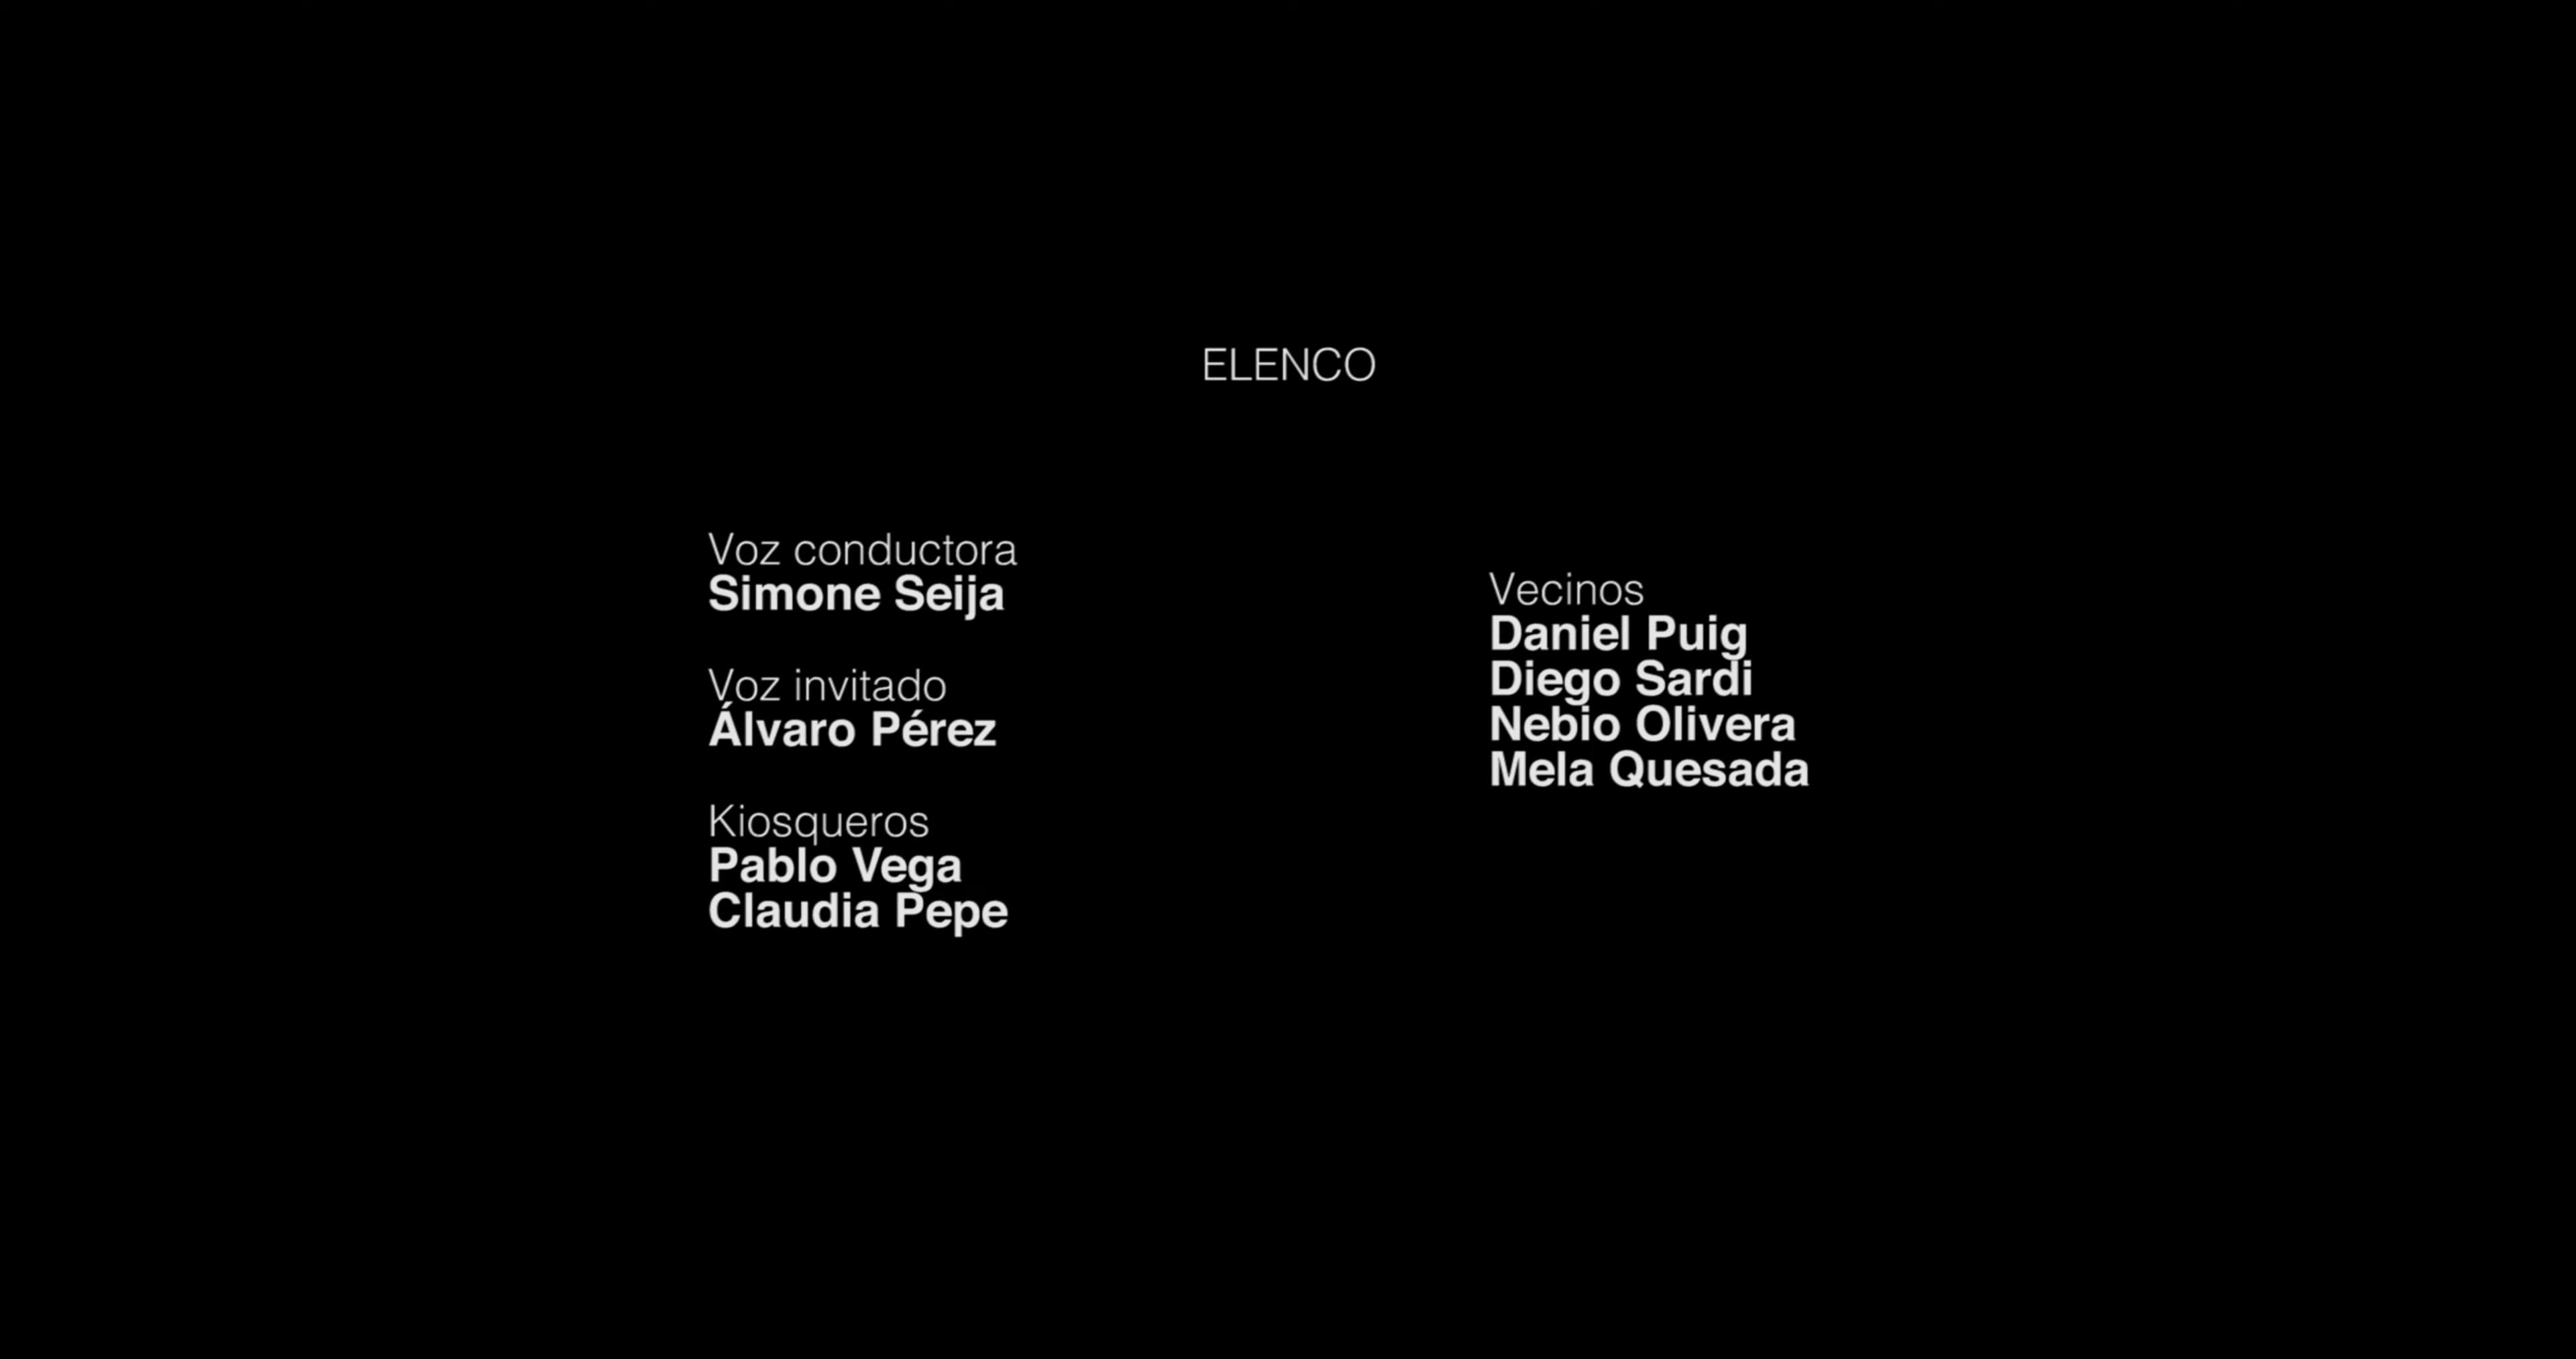 ELENCO
Voz conductora
Simone Seija
Voz invitado
Álvaro Pérez
Kiosqueros
Pablo Vega
Claudia Pepe
Vecinos
Daniel Puig
Diego Sardi
Nebio Olivera
Mela Quesada